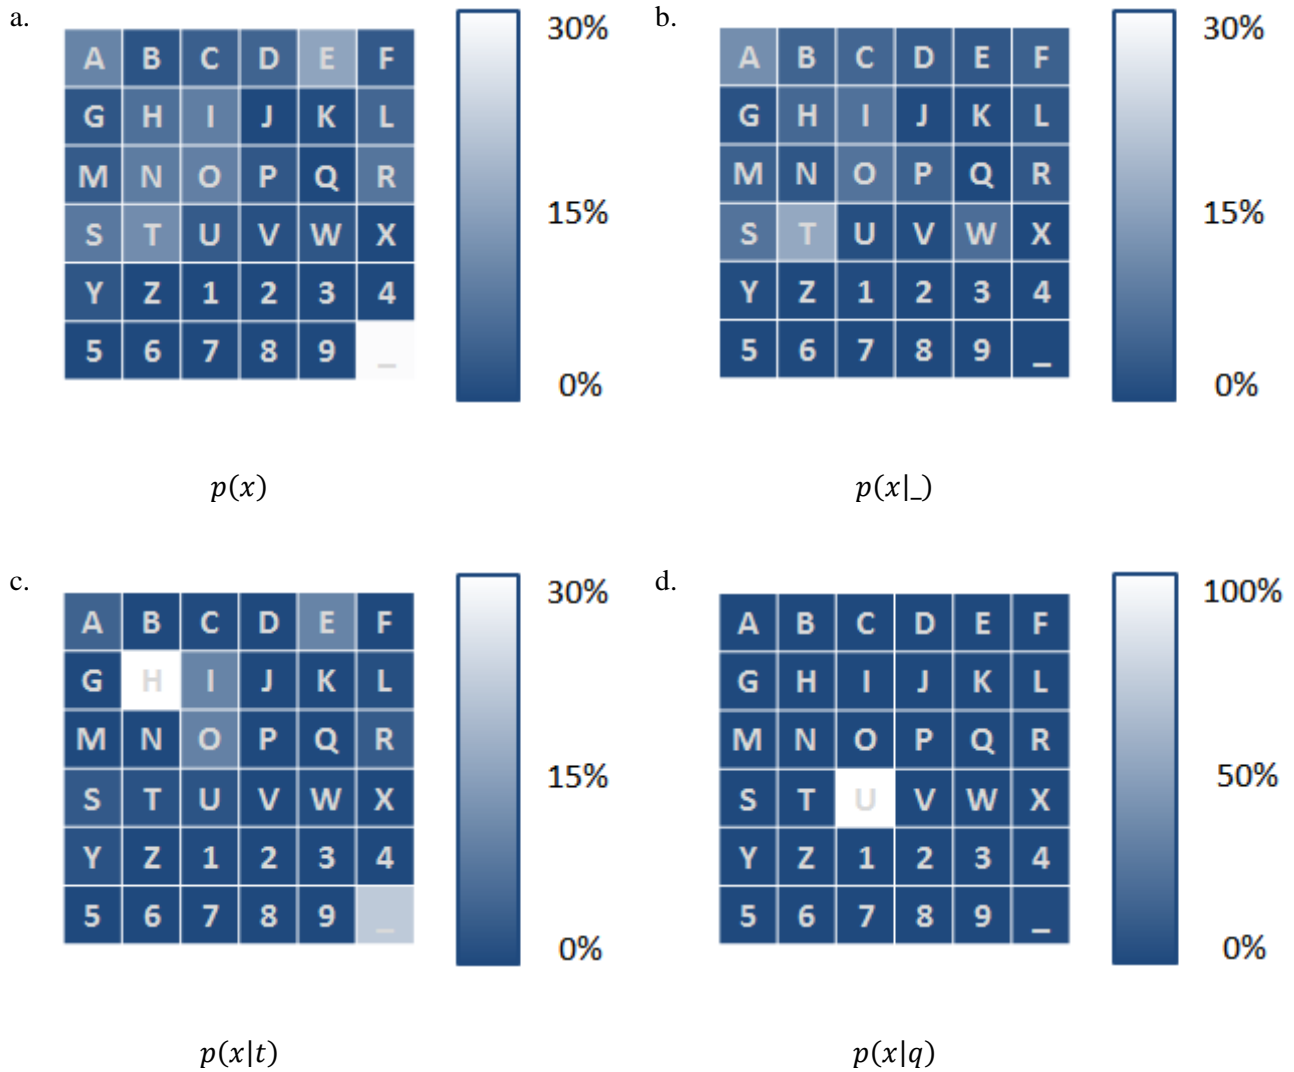 a.
A B C D E F
G H I J K L
M N O P Q R
S T U V W X
Y Z 1 2 3 4
5 6 7 8 9 _
30%
15%
0%
p(x)
b.
A B C D E F
G H I J K L
M N O P Q R
S T U V W X
Y Z 1 2 3 4
5 6 7 8 9 _
30%
15%
0%
p(x|_)
c.
A B C D E F
G H I J K L
M N O P Q R
S T U V W X
Y Z 1 2 3 4
5 6 7 8 9 _
30%
15%
0%
p(x|t)
d.
A B C D E F
G H I J K L
M N O P Q R
S T U V W X
Y Z 1 2 3 4
5 6 7 8 9 _
100%
50%
0%
p(x|q)